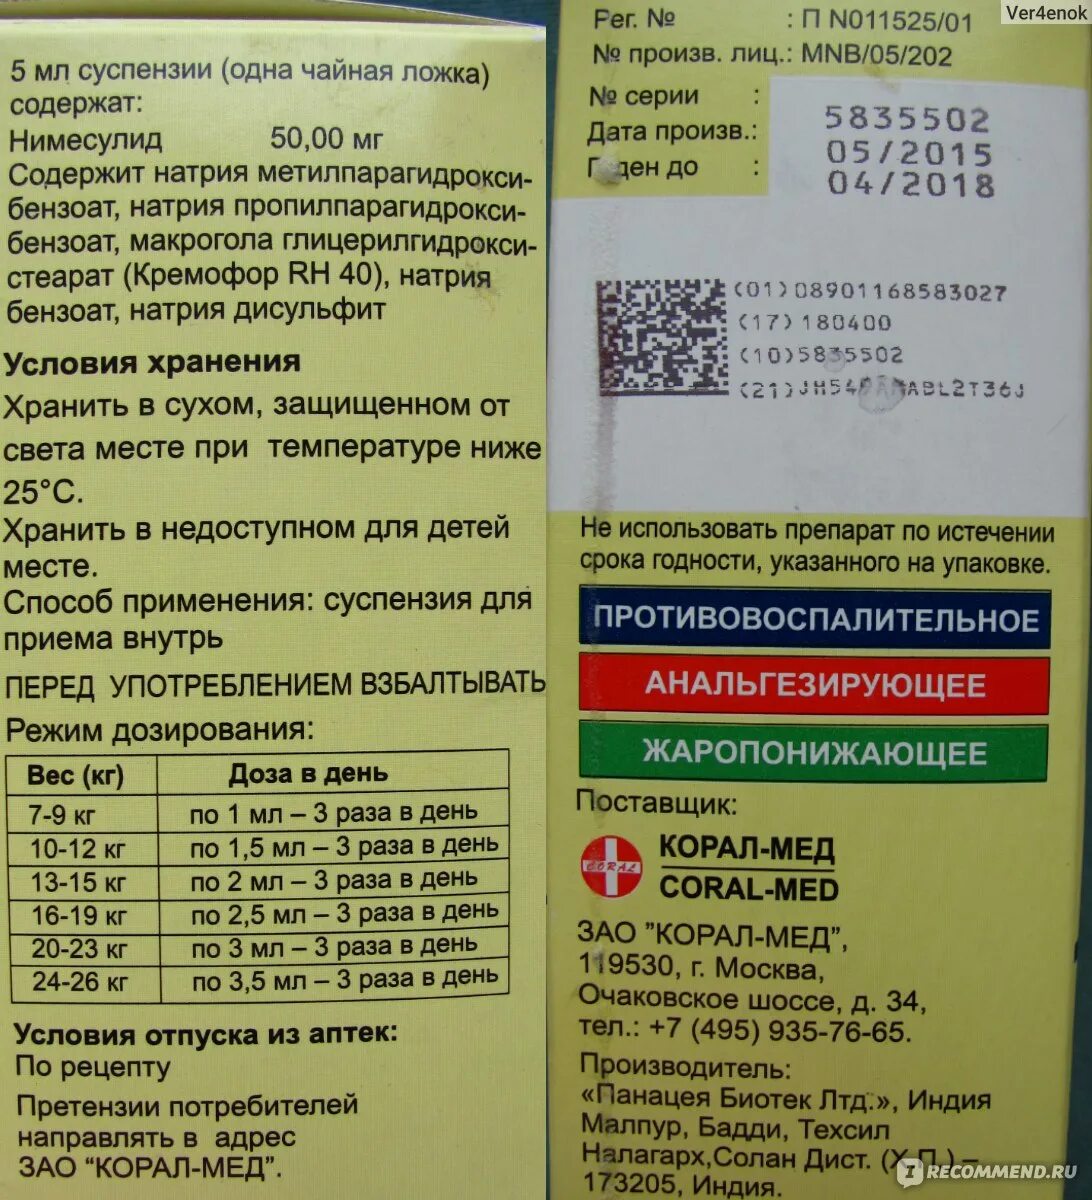 5 мл суспензии (одна чайная ложка)
содержат:
Нимесулид 50,00 мг
Содержит натрия метилпарагидрокси-
бензоат, натрия пропилпарагидрокси-
бензоат, макрогола глицерилгидрокси-
стеарат (Кремофор RH 40), натрия
бензоат, натрия дисульфит
Условия хранения
Хранить в сухом, защищенном от
света месте при температуре ниже
25°С.
Хранить в недоступном для детей
месте.
Способ применения: суспензия для
приема внутрь
ПЕРЕД УПОТРЕБЛЕНИЕМ ВЗБАЛТЫВАТЬ
Режим дозирования:
Вес (кг) Доза в день
7-9 кг по 1 мл – 3 раза в день
10-12 кг по 1,5 мл – 3 раза в день
13-15 кг по 2 мл – 3 раза в день
16-19 кг по 2,5 мл – 3 раза в день
20-23 кг по 3 мл – 3 раза в день
24-26 кг по 3,5 мл – 3 раза в день
Условия отпуска из аптек:
По рецепту
Претензии потребителей
направлять в адрес
ЗАО “КОРАЛ-МЕД”.
Ver4enok
Рег. № : П N011525/01
№ произв. лиц.: MNB/05/202
№ серии : 5835502
Дата произв.: 05/2015
Годен до : 04/2018
(01)08901168583027
(17)180400
(10)5835502
Не использовать препарат по истечении
срока годности, указанного на упаковке.
ПРОТИВОВОСПАЛИТЕЛЬНОЕ
АНАЛЬГЕЗИРУЮЩЕЕ
ЖАРОПОНИЖАЮЩЕЕ
Поставщик:
CORAL
КОРАЛ-МЕД
CORAL-MED
ЗАО ”КОРАЛ-МЕД”,
119530, г. Москва,
Очаковское шоссе, д. 34,
тел.: +7 (495) 935-76-65.
Производитель:
«Панацея Биотек Лтд.», Индия
Малпур, Бадди, Техсил
Налагарх,Солан Дист. (Х.П.) –
173205, Индия.
IRECOMMEND.RU